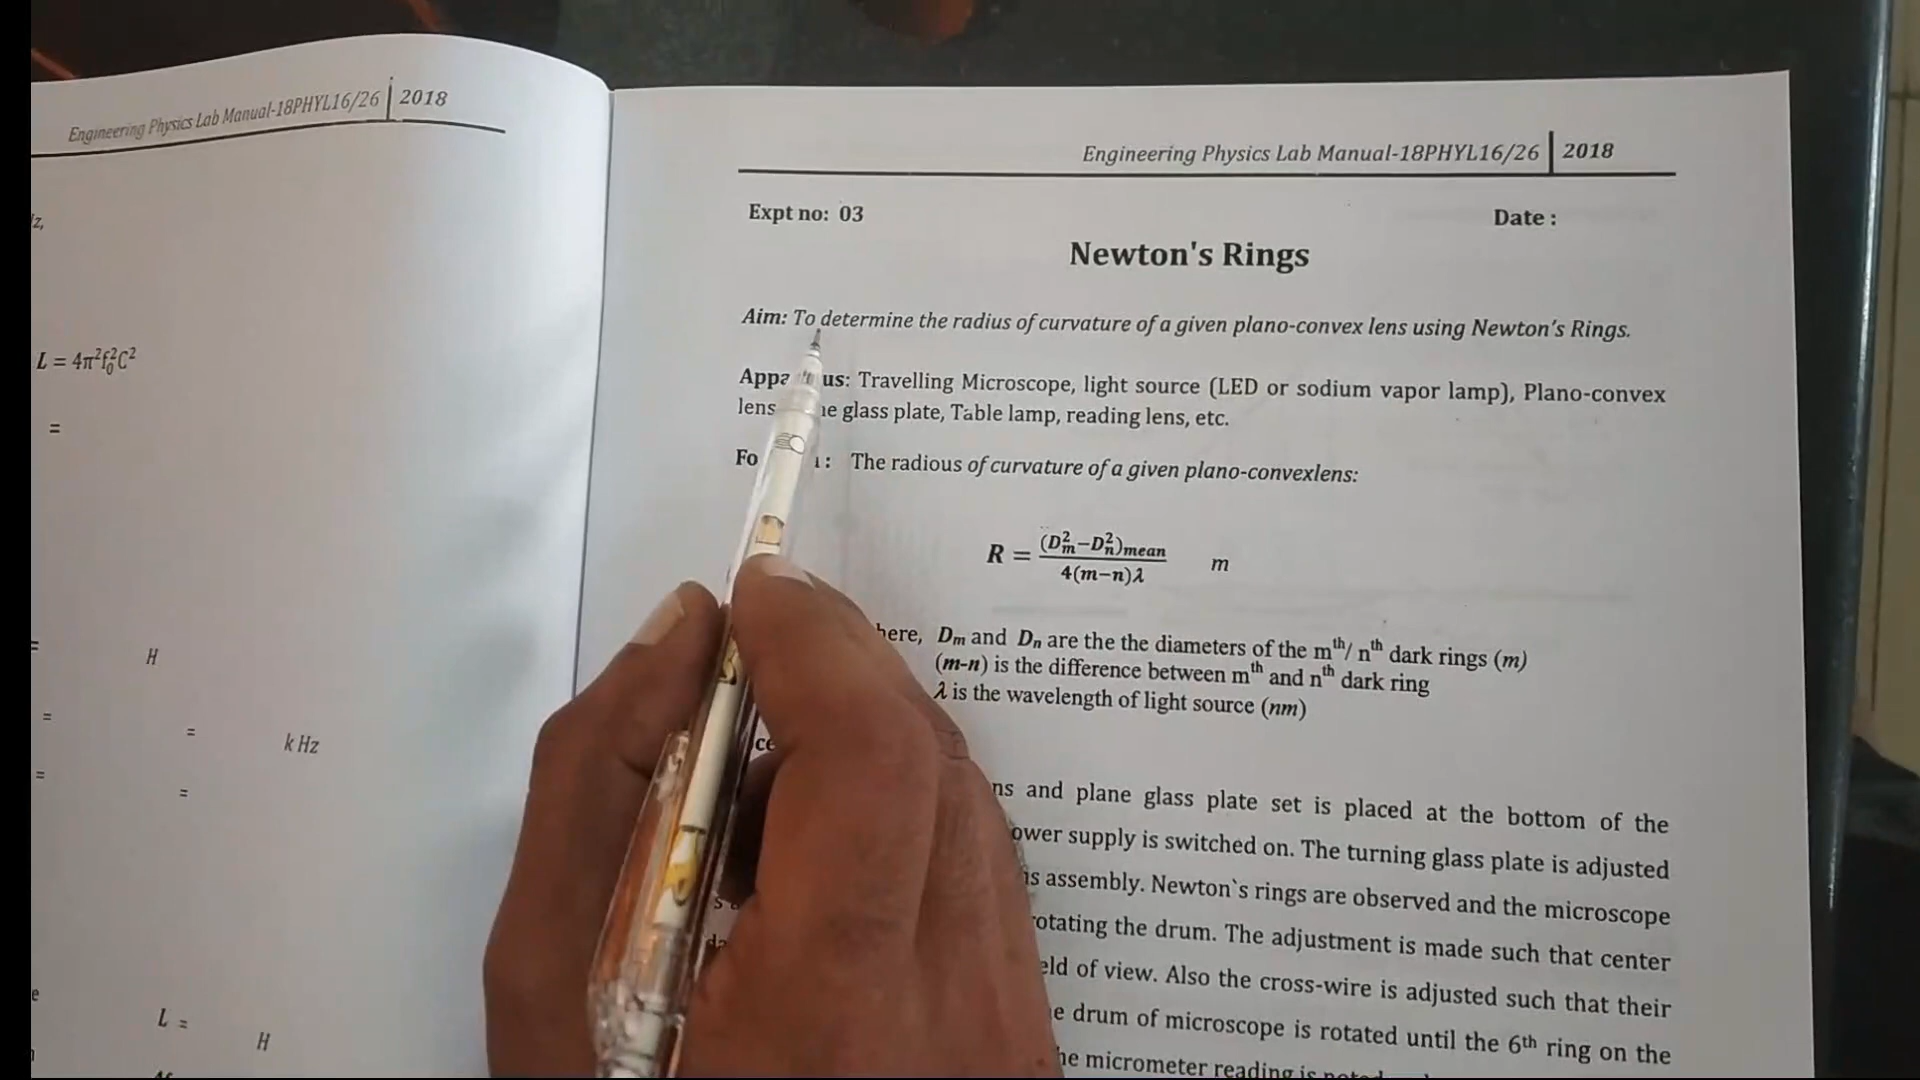 Engineering Physics Lab Manual-18PHYL16/26 | 2018
L = 4π²f₀²C²
=
=
H
=
=
k Hz
=
=
L =
H
Engineering Physics Lab Manual-18PHYL16/26 | 2018
Expt no: 03
Date :
Newton's Rings
Aim: To determine the radius of curvature of a given plano-convex lens using Newton's Rings.
us: Travelling Microscope, light source (LED or sodium vapor lamp), Plano-convex
lens glass plate, Table lamp, reading lens, etc.
: The radious of curvature of a given plano-convexlens:
R = (D²m−D²n)mean / 4(m−n)λ m
here, Dm and Dn are the the diameters of the mth/ nth dark rings (m)
(m-n) is the difference between mth and nth dark ring
λ is the wavelength of light source (nm)
ns and plane glass plate set is placed at the bottom of the
ower supply is switched on. The turning glass plate is adjusted
assembly. Newton`s rings are observed and the microscope
otating the drum. The adjustment is made such that center
eld of view. Also the cross-wire is adjusted such that their
drum of microscope is rotated until the 6th ring on the
micrometer reading is